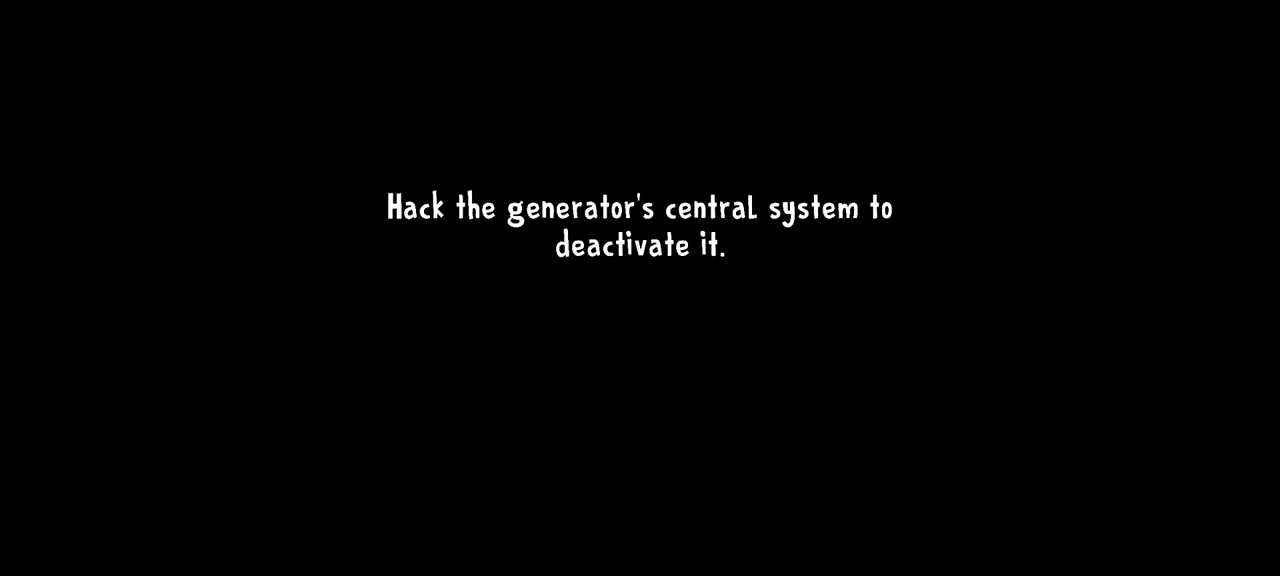 Hack the generator's central system to
deactivate it.